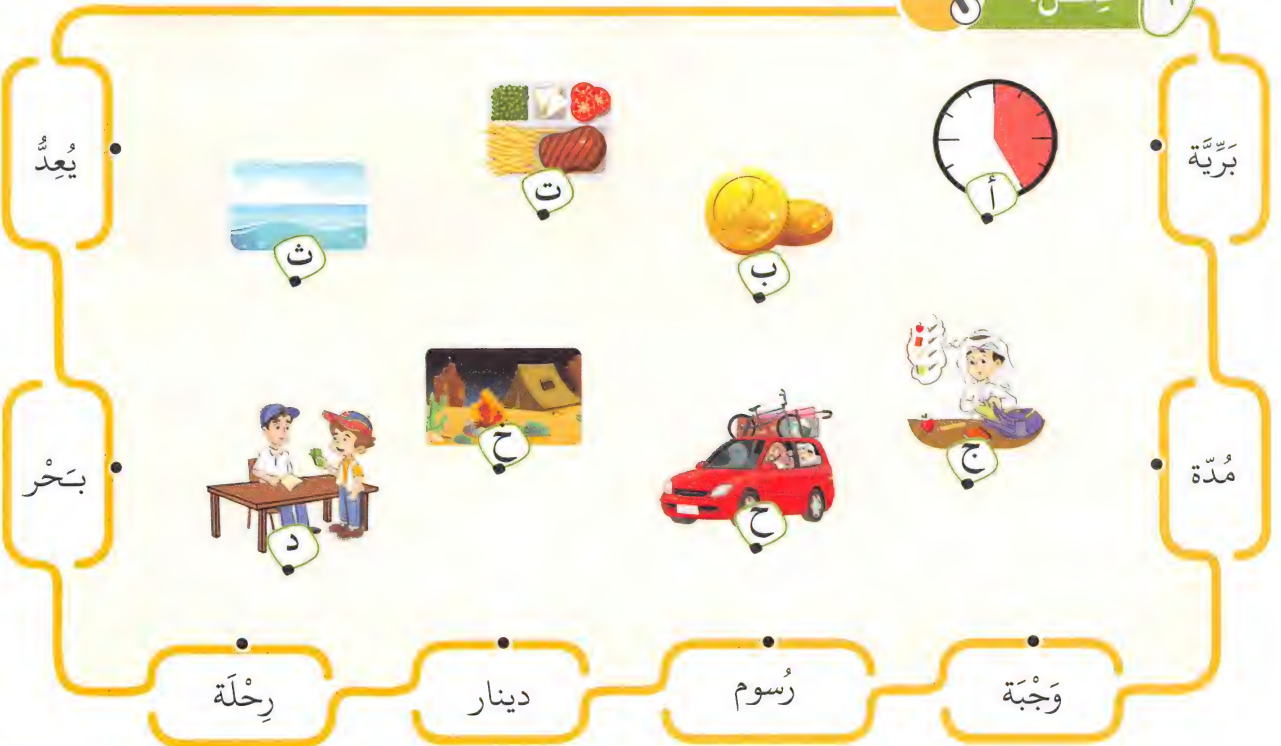 بَرِّيَّة
يُعِدُّ
أ
ب
ت
ث
ج
ح
خ
د
مُدّة
بَحْر
وَجْبَة
رُسوم
دينار
رِحْلَة